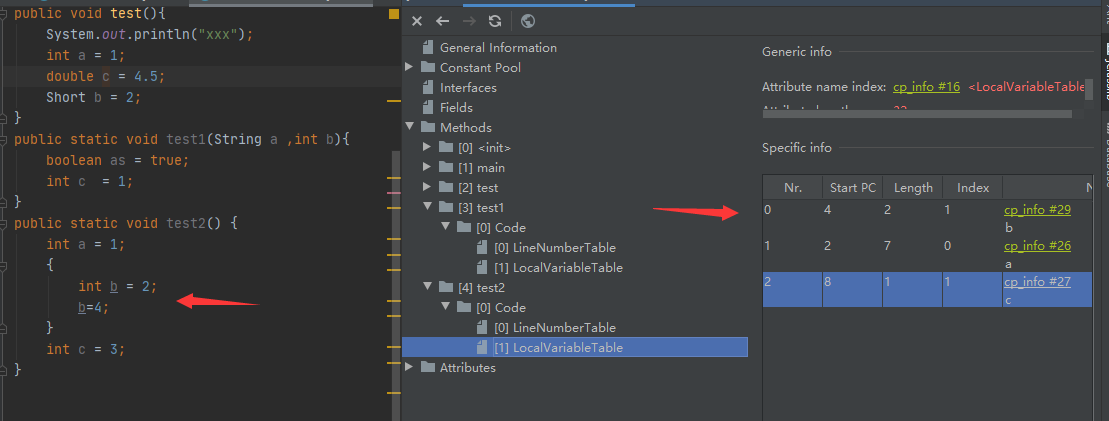 public void test(){
System.out.println("xxx");
int a = 1;
double c = 4.5;
Short b = 2;
}
public static void test1(String a ,int b){
boolean as = true;
int c  = 1;
}
public static void test2() {
int a = 1;
{
int b = 2;
b=4;
}
int c = 3;
}
General Information
Constant Pool
Interfaces
Fields
Methods
[0] <init>
[1] main
[2] test
[3] test1
[0] Code
[0] LineNumberTable
[1] LocalVariableTable
[4] test2
[0] Code
[0] LineNumberTable
[1] LocalVariableTable
Attributes
Generic info
Attribute name index: cp_info #16 <LocalVariableTable
Specific info
Nr. Start PC Length Index N
0 4 2 1 cp_info #29
b
1 2 7 0 cp_info #26
a
2 8 1 1 cp_info #27
c